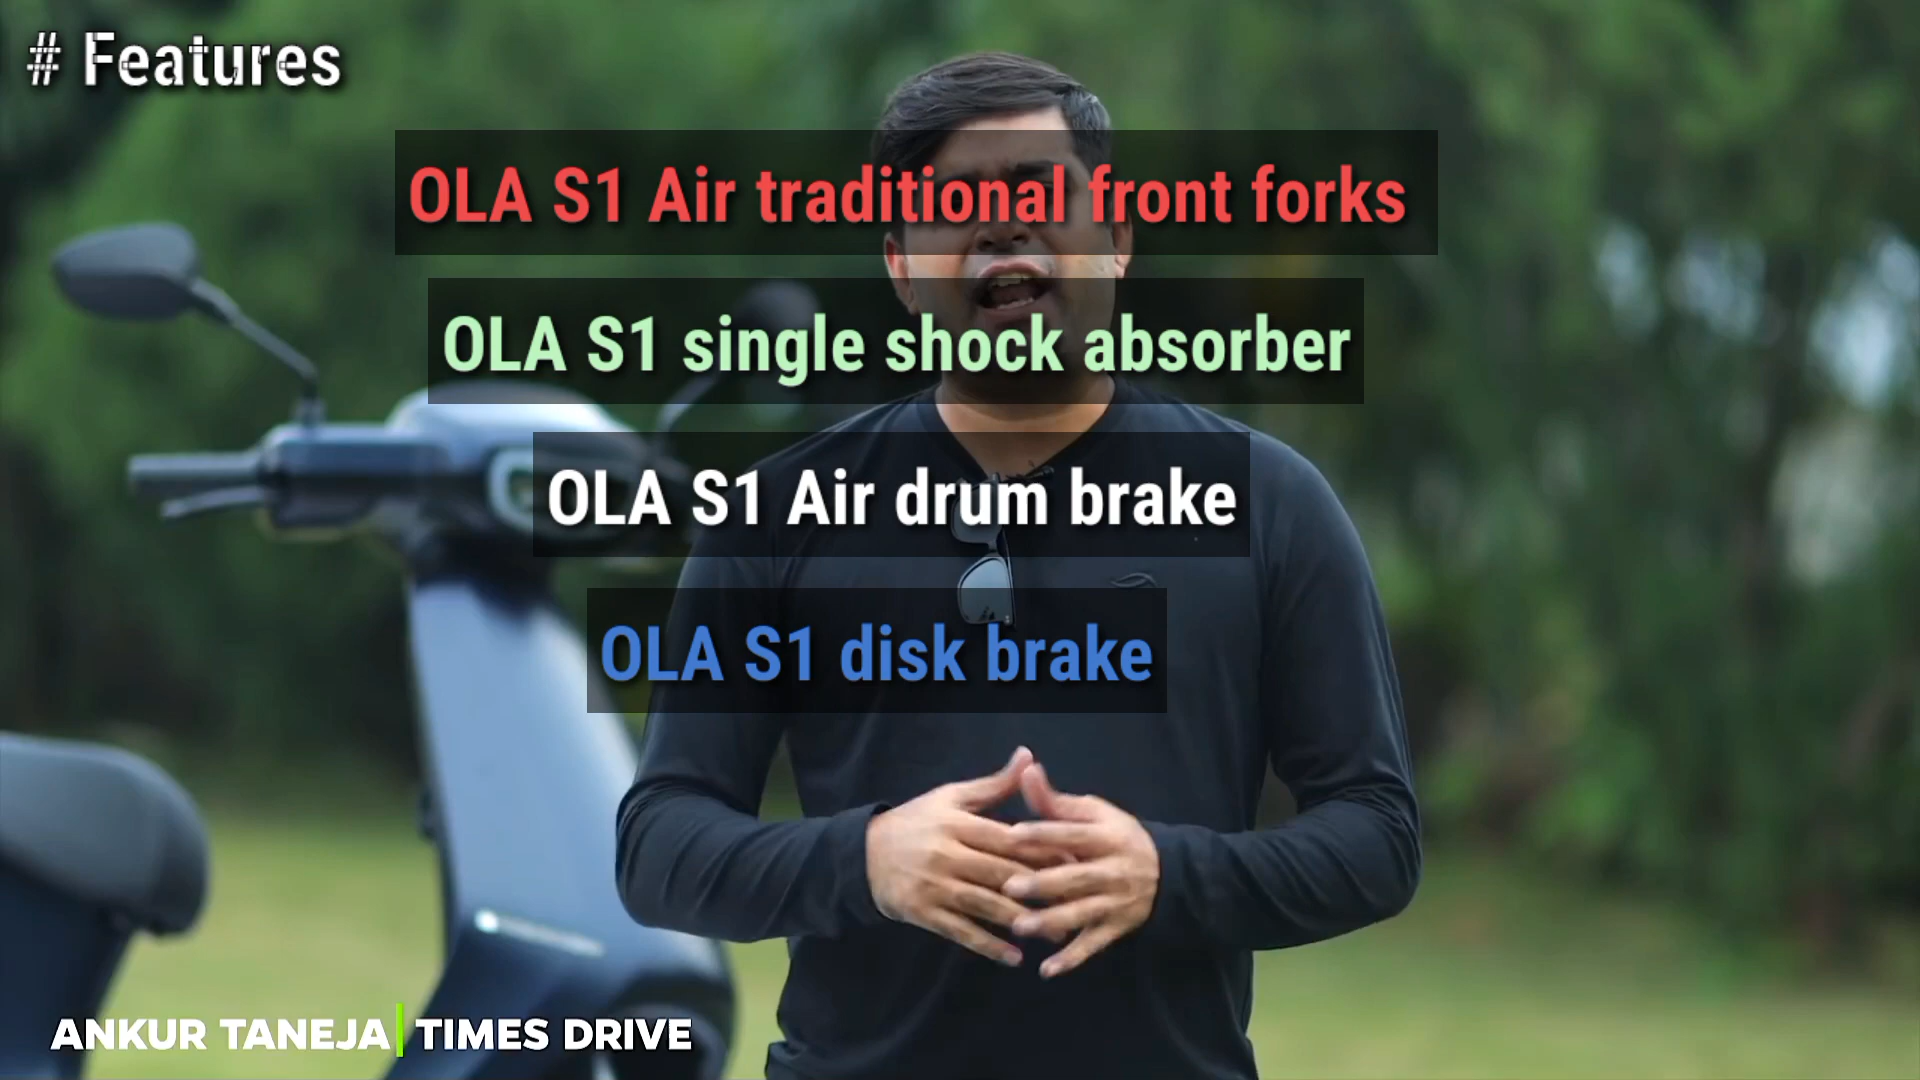 # Features
OLA S1 Air traditional front forks
OLA S1 single shock absorber
OLA S1 Air drum brake
OLA S1 disk brake
ANKUR TANEJA | TIMES DRIVE